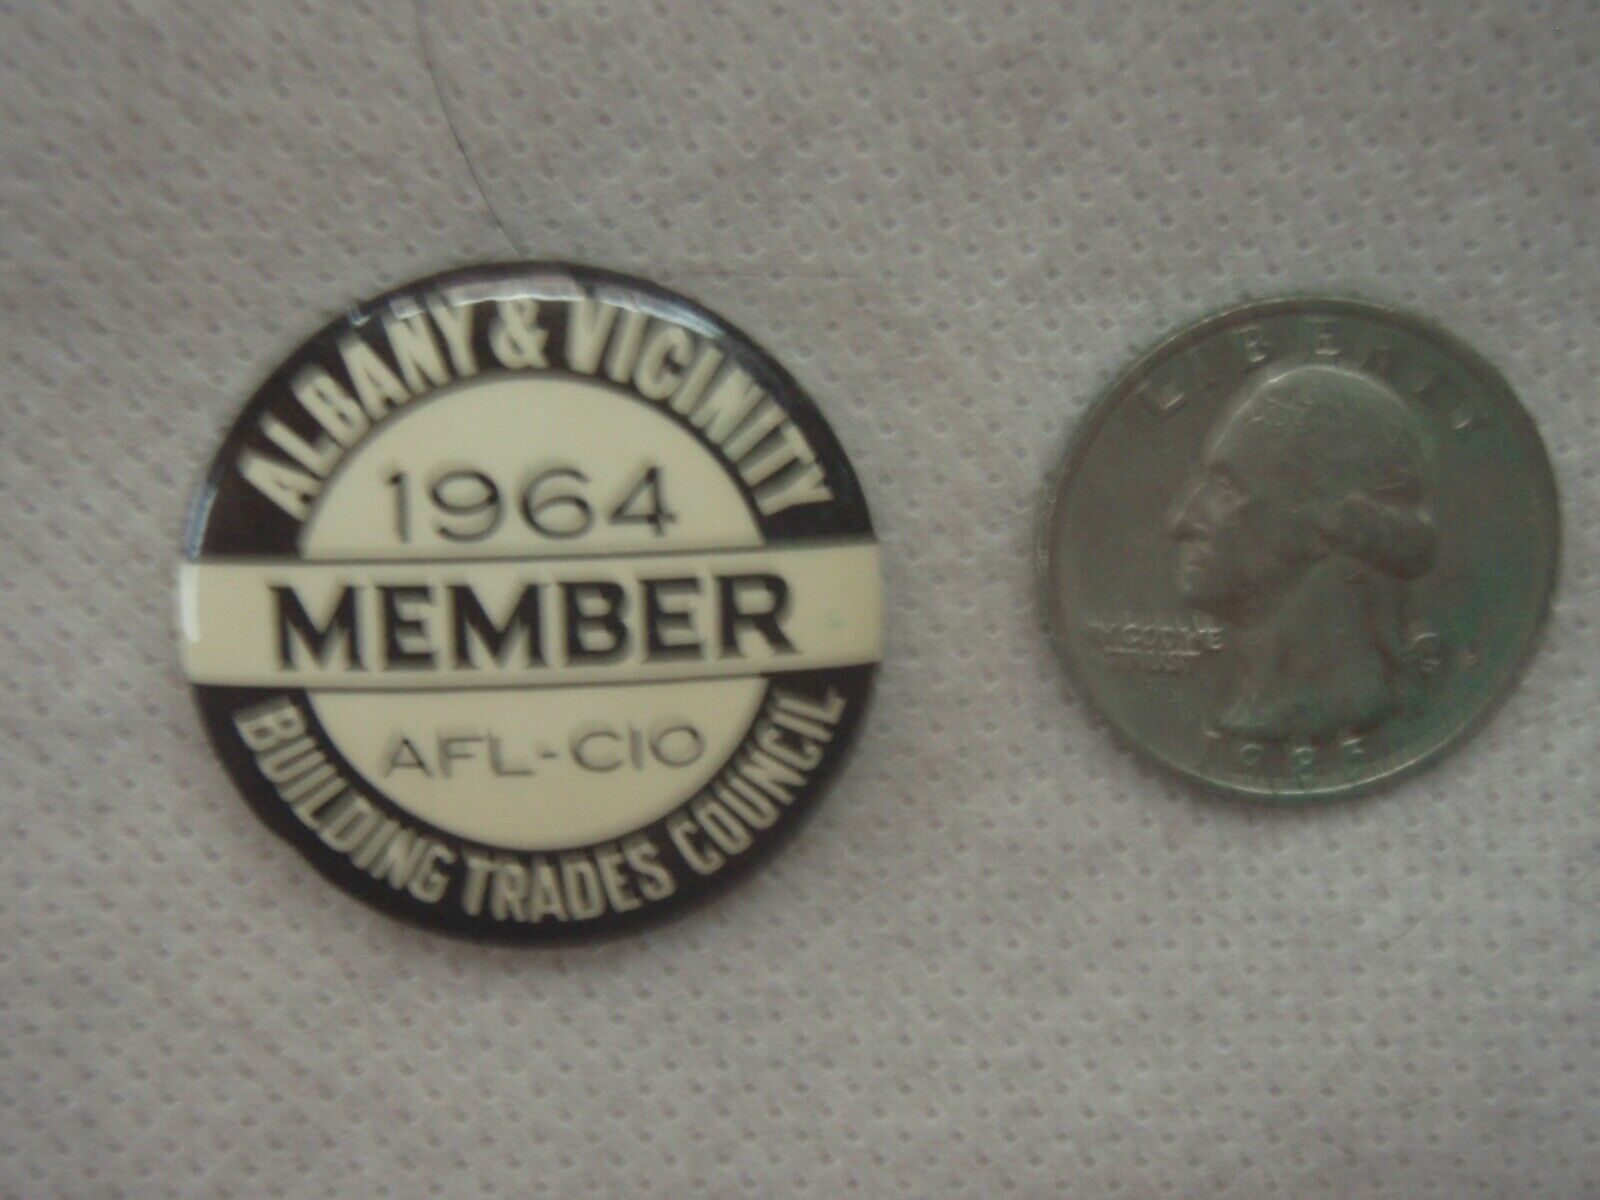 ALBANY & VICINITY
1964
MEMBER
AFL-CIO
BUILDING TRADES COUNCIL
LIBERTY
IN GOD WE
TRUST